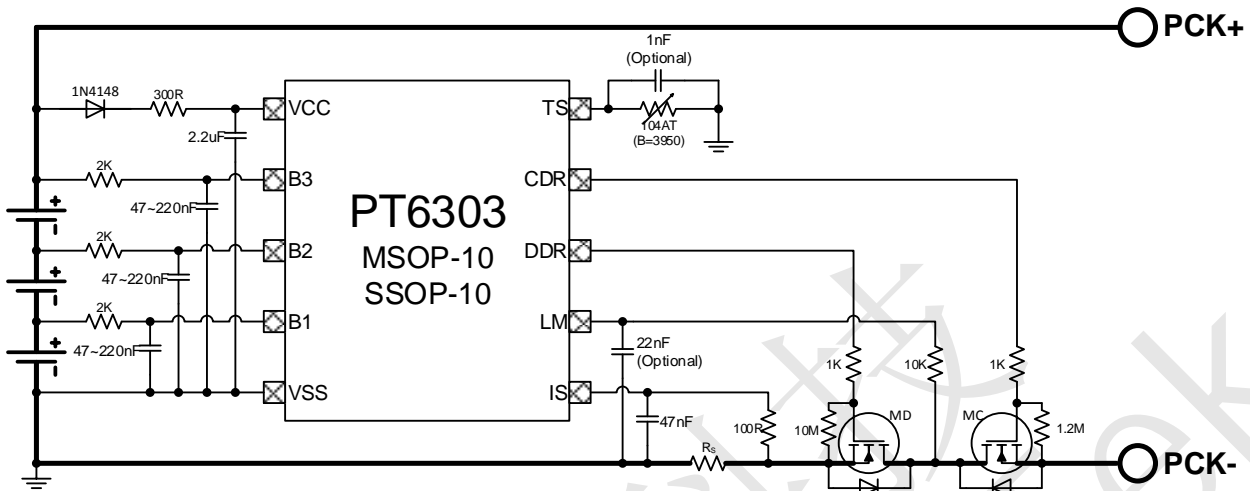 PCK+
1nF
(Optional)
1N4148
300R
VCC
TS
104AT
(B=3950)
2.2uF
2K
B3
CDR
47~220nF
PT6303
MSOP-10
SSOP-10
2K
B2
DDR
47~220nF
2K
B1
LM
47~220nF
22nF
(Optional)
1K
10K
1K
VSS
IS
47nF
100R
10M
MD
MC
1.2M
Rs
PCK-